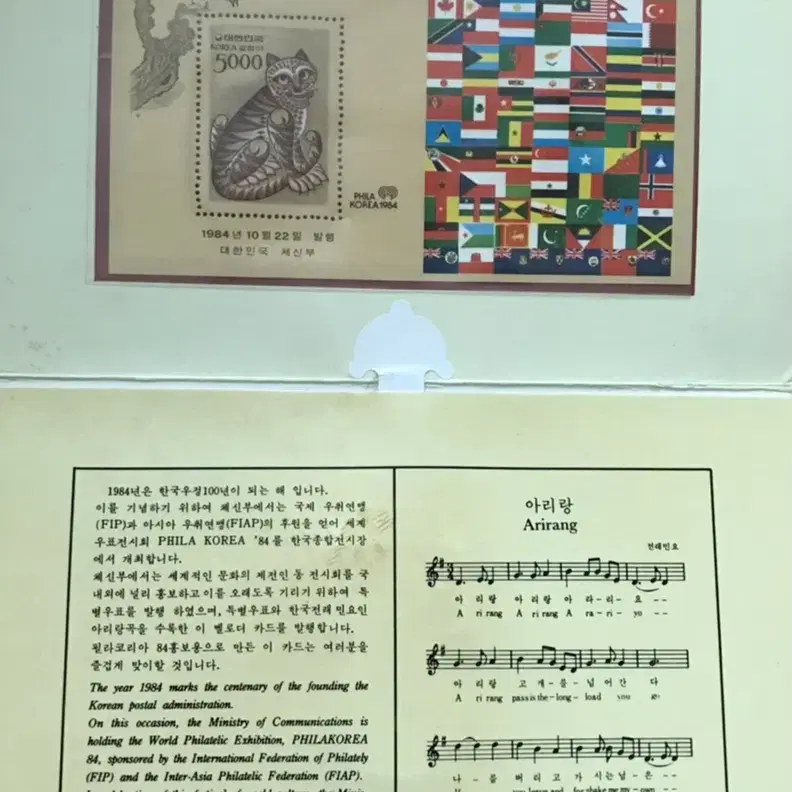 대한민국
KOREA
5000
PHILA
KOREA1984
1984년 10월 22일 발행
대한민국 체신부
1984년은 한국우정100년이 되는 해 입니다.
이를 기념하기 위하여 체신부에서는 국제 우취연맹
(FIP)과 아시아 우취연맹(FIAP)의 후원을 얻어 세계
우표전시회 PHILA KOREA '84를 한국종합전시장
에서 개최합니다.
체신부에서는 세계적인 문화의 제전인 동 전시회를 국
내외에 널리 홍보하고 이를 오래도록 기리기 위하여 특
별우표를 발행 하였으며, 특별우표와 한국전래 민요인
아리랑곡을 수록한 이 멜로디 카드를 발행합니다.
필라코리아 84홍보용으로 만든 이 카드는 여러분을
즐겁게 맞이할 것입니다.
The year 1984 marks the centenary of the founding the
Korean postal administration.
On this occasion, the Ministry of Communications is
holding the World Philatelic Exhibition, PHILAKOREA
84, sponsored by the International Federation of Philately
(FIP) and the Inter-Asia Philatelic Federation (FIAP).
아리랑
Arirang
전래민요
아 리 랑 아 리 랑 아 라 - 리 - 요 - -
A ri rang A ri rang A ra - ri - yo - -
아 리 랑 고 개 - 를 - 넘 어 간 다
A ri rang pass is the - long - load you go
나 - 를 버 리 고 가 시 는 님 은 - -
you leave and for shake me my - own - -